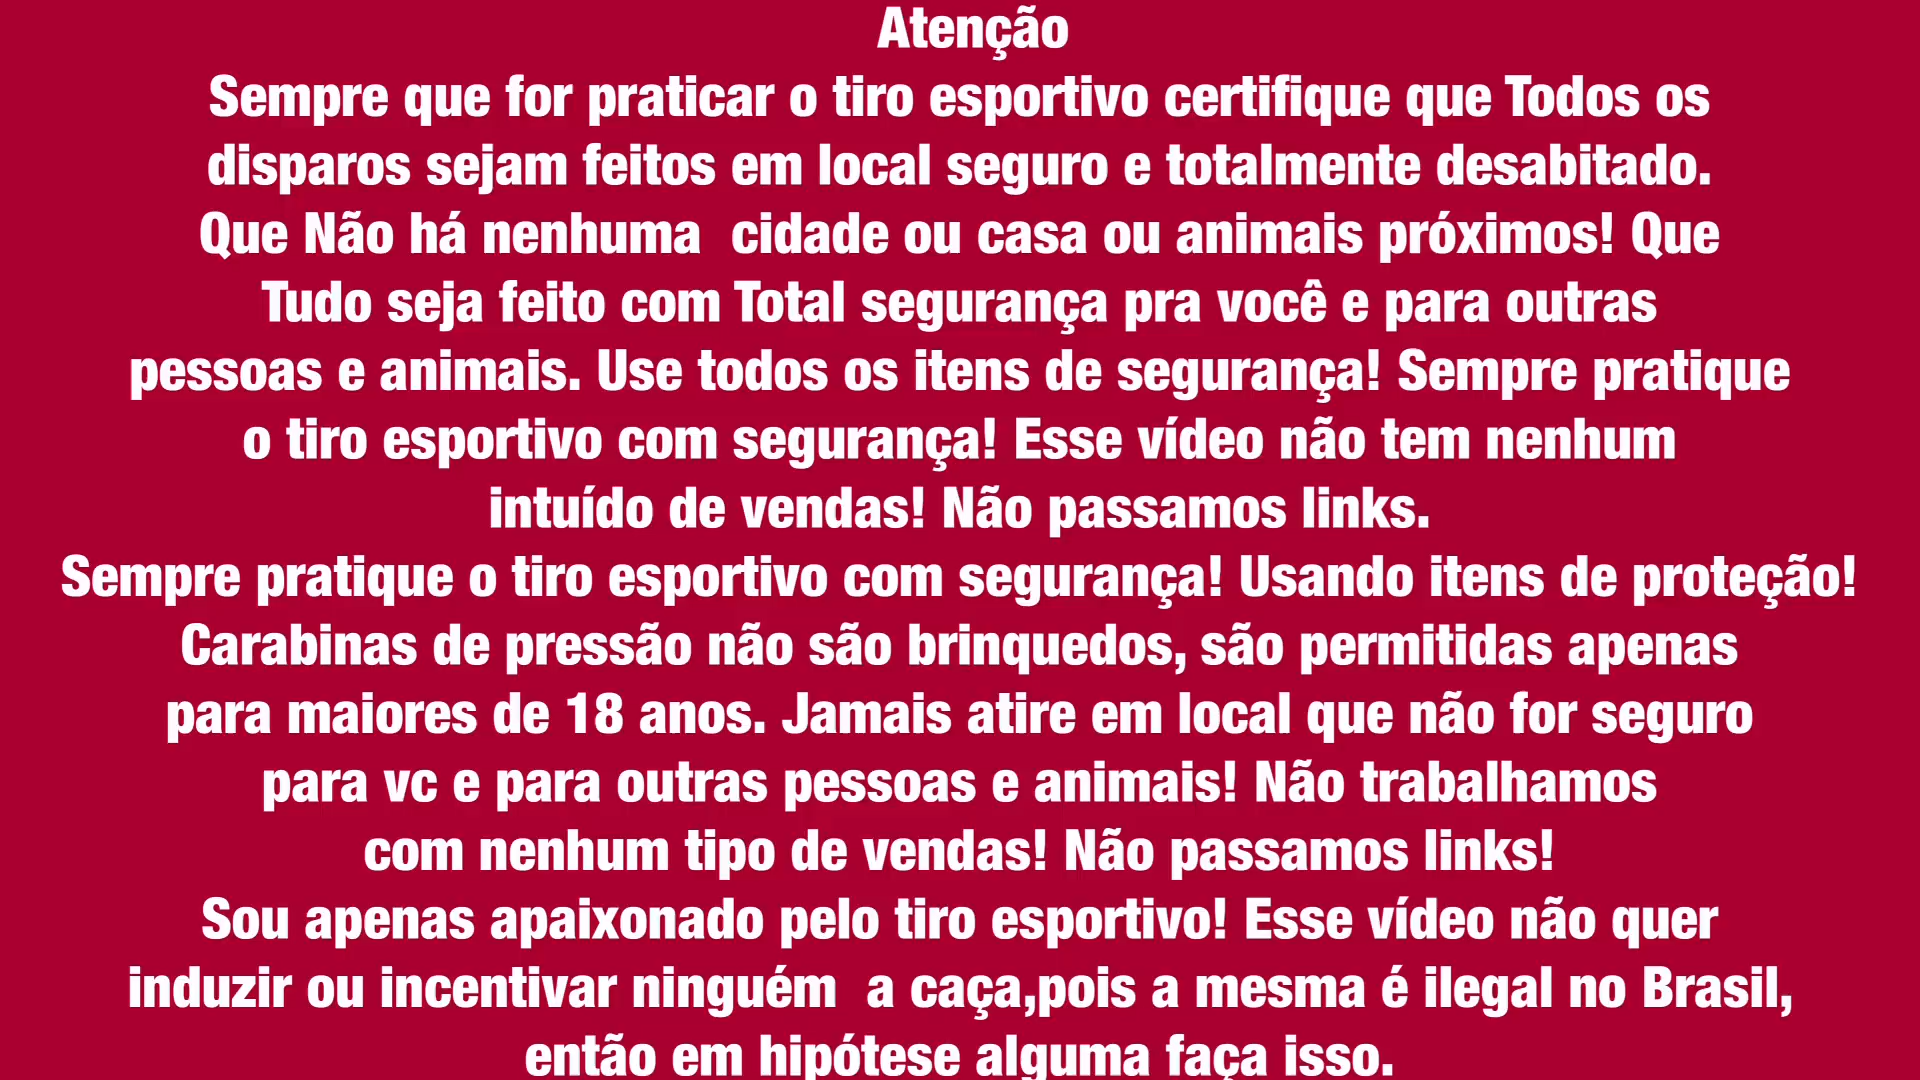 Atenção
Sempre que for praticar o tiro esportivo certifique que Todos os
disparos sejam feitos em local seguro e totalmente desabitado.
Que Não há nenhuma  cidade ou casa ou animais próximos! Que
Tudo seja feito com Total segurança pra você e para outras
pessoas e animais. Use todos os itens de segurança! Sempre pratique
o tiro esportivo com segurança! Esse vídeo não tem nenhum
intuído de vendas! Não passamos links.
Sempre pratique o tiro esportivo com segurança! Usando itens de proteção!
Carabinas de pressão não são brinquedos, são permitidas apenas
para maiores de 18 anos. Jamais atire em local que não for seguro
para vc e para outras pessoas e animais! Não trabalhamos
com nenhum tipo de vendas! Não passamos links!
Sou apenas apaixonado pelo tiro esportivo! Esse vídeo não quer
induzir ou incentivar ninguém  a caça,pois a mesma é ilegal no Brasil,
então em hipótese alguma faça isso.